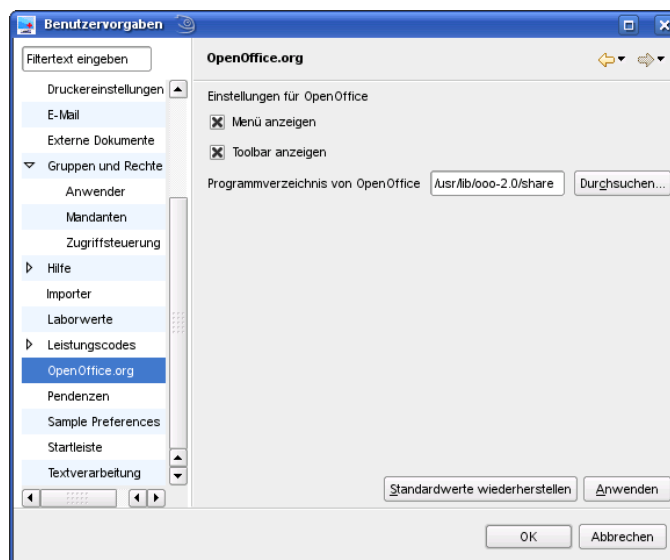 Benutzervorgaben
Filtertext eingeben
Druckereinstellungen
E-Mail
Externe Dokumente
Gruppen und Rechte
Anwender
Mandanten
Zugriffsteuerung
Hilfe
Importer
Laborwerte
Leistungscodes
OpenOffice.org
Pendenzen
Sample Preferences
Startleiste
Textverarbeitung
OpenOffice.org
Einstellungen für OpenOffice
Menü anzeigen
Toolbar anzeigen
Programmverzeichnis von OpenOffice /usr/lib/ooo-2.0/share Durchsuchen...
Standardwerte wiederherstellen Anwenden
OK Abbrechen